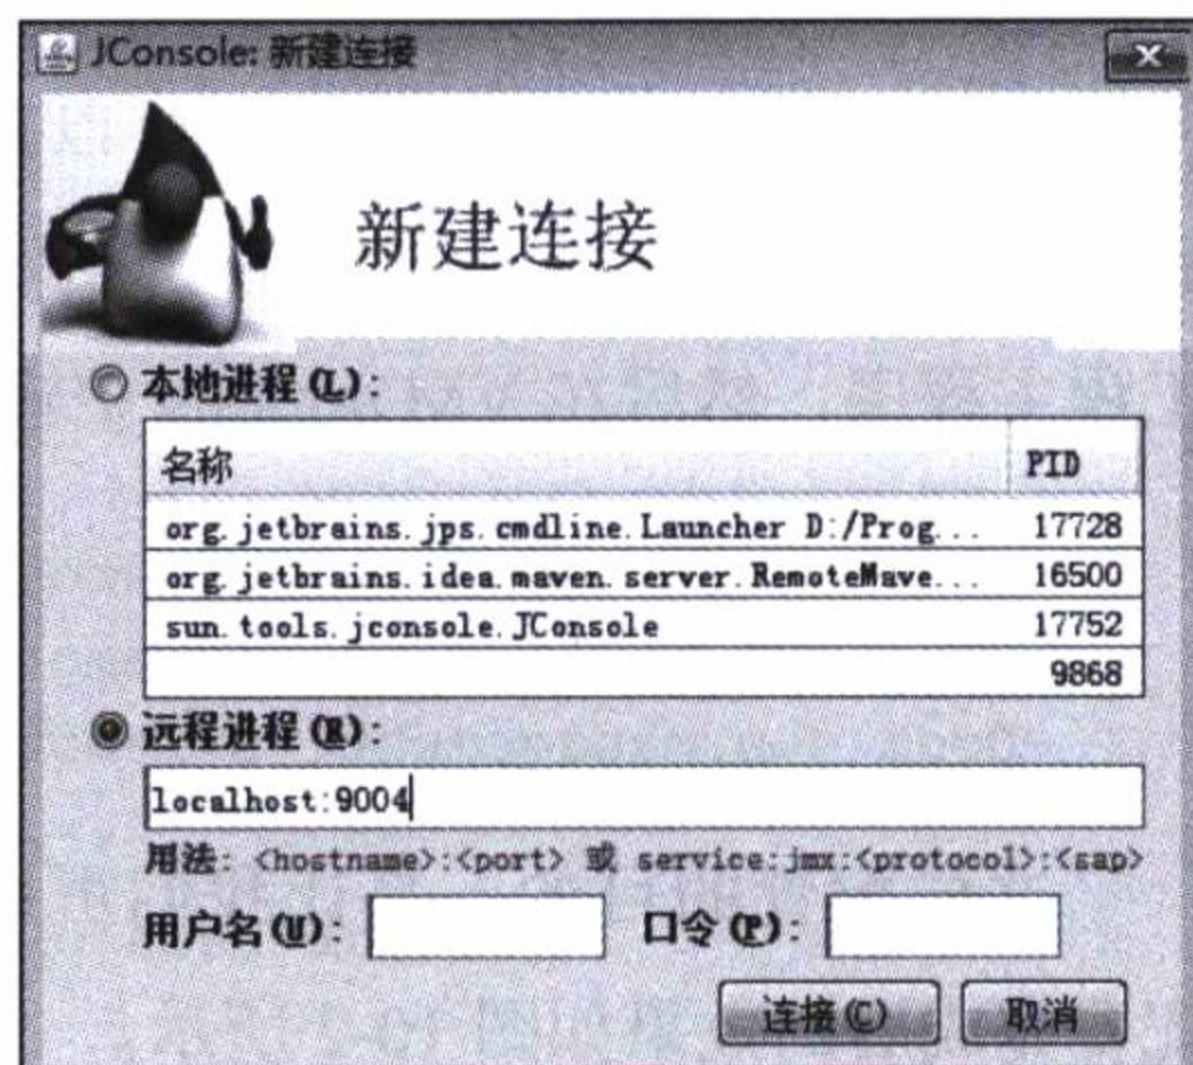 JConsole: 新建连接
新建连接
本地进程(L):
名称 PID
org.jetbrains.jps.cmdline.Launcher D:/Prog... 17728
org.jetbrains.idea.maven.server.RemoteMave... 16500
sun.tools.jconsole.JConsole 17752
9868
远程进程(R):
localhost:9004
用法: <hostname>:<port> 或 service:jmx:<protocol>:<sap>
用户名(U): 口令(P):
连接(C) 取消